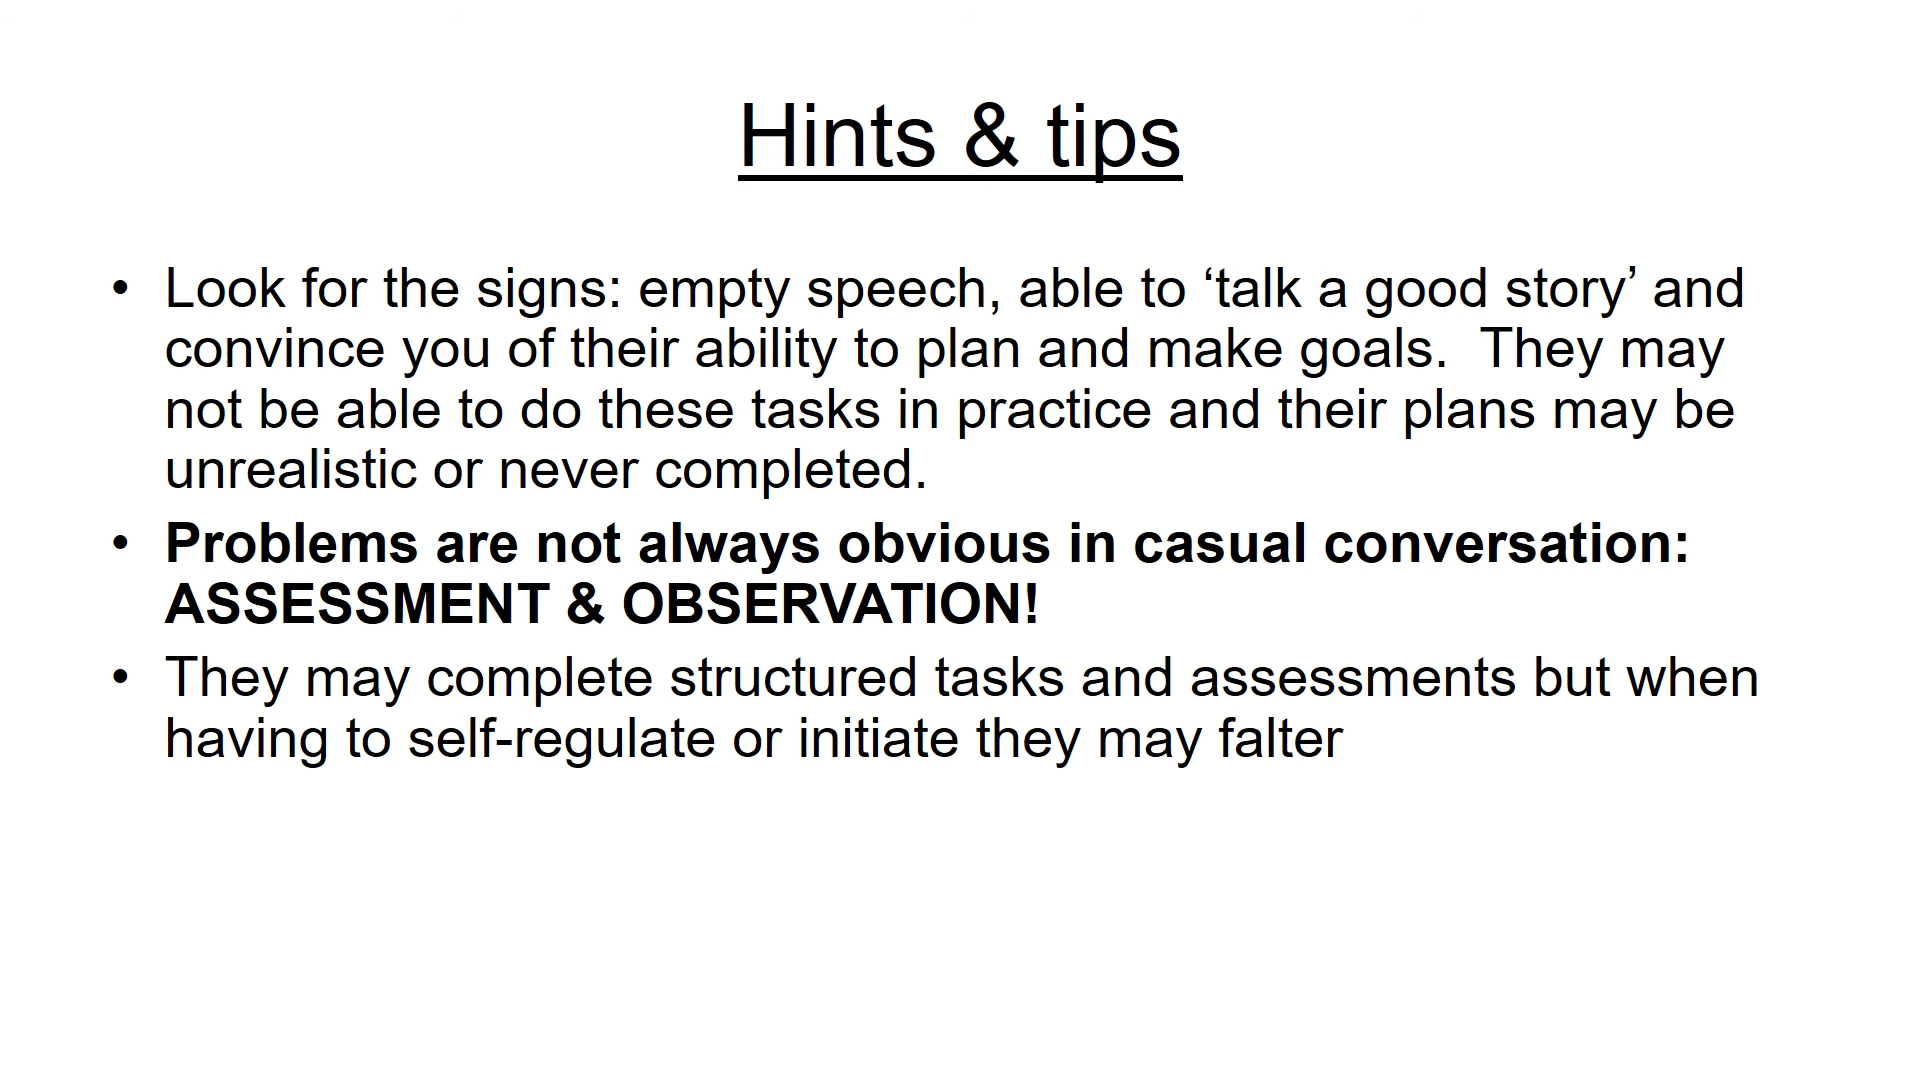 Hints & tips
• Look for the signs: empty speech, able to ‘talk a good story’ and
convince you of their ability to plan and make goals.  They may
not be able to do these tasks in practice and their plans may be
unrealistic or never completed.
• Problems are not always obvious in casual conversation:
ASSESSMENT & OBSERVATION!
• They may complete structured tasks and assessments but when
having to self-regulate or initiate they may falter